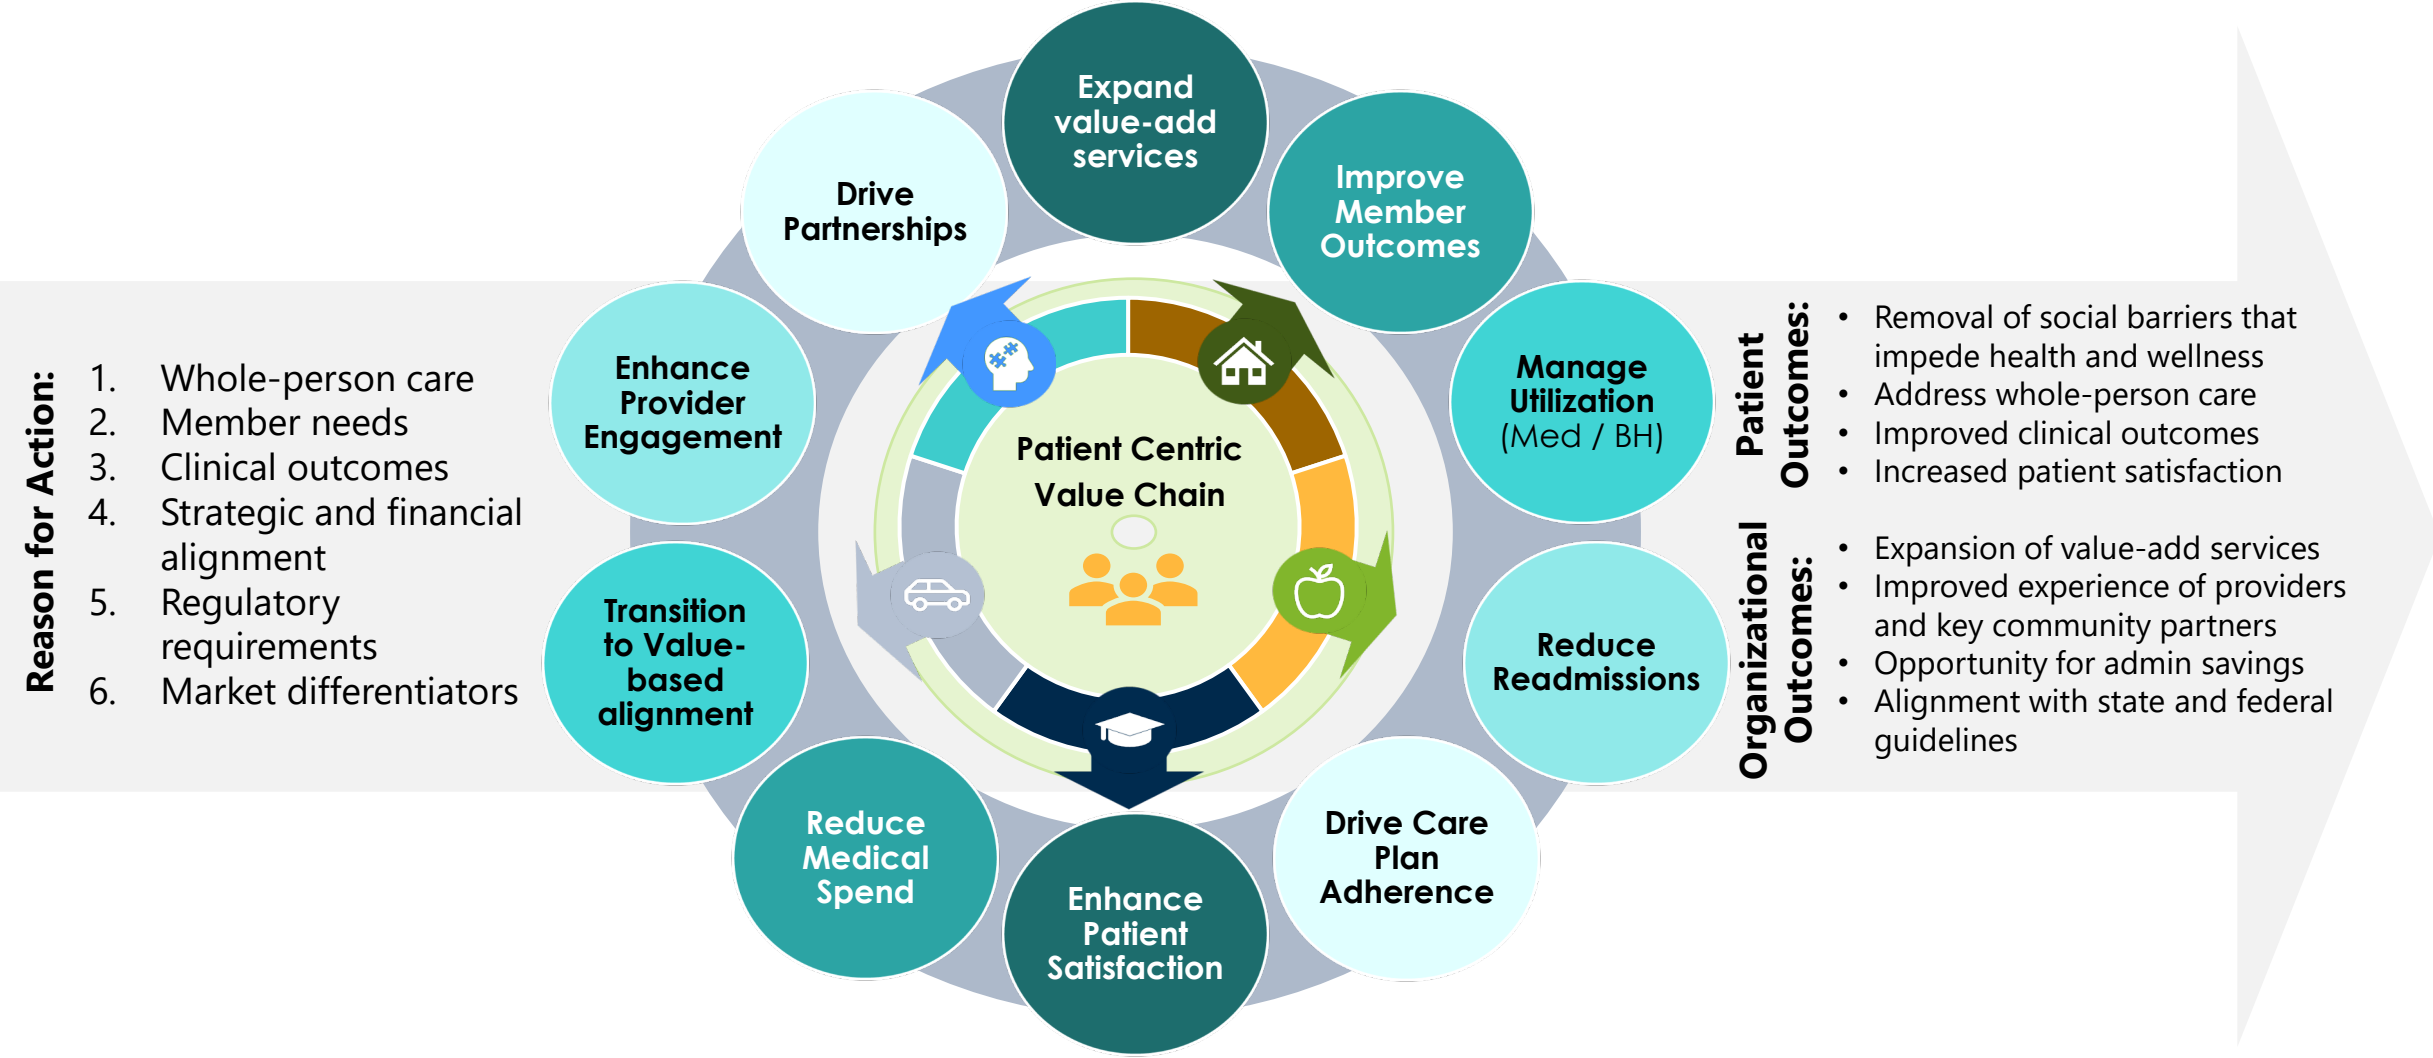 Reason for Action:
1. Whole-person care
2. Member needs
3. Clinical outcomes
4. Strategic and financial
alignment
5. Regulatory
requirements
6. Market differentiators
Expand
value-add
services
Improve
Member
Outcomes
Manage
Utilization
(Med / BH)
Reduce
Readmissions
Drive Care
Plan
Adherence
Enhance
Patient
Satisfaction
Reduce
Medical
Spend
Transition
to Value-
based
alignment
Enhance
Provider
Engagement
Drive
Partnerships
Patient Centric
Value Chain
Patient
Outcomes:
• Removal of social barriers that
impede health and wellness
• Address whole-person care
• Improved clinical outcomes
• Increased patient satisfaction
Organizational
Outcomes:
• Expansion of value-add services
• Improved experience of providers
and key community partners
• Opportunity for admin savings
• Alignment with state and federal
guidelines